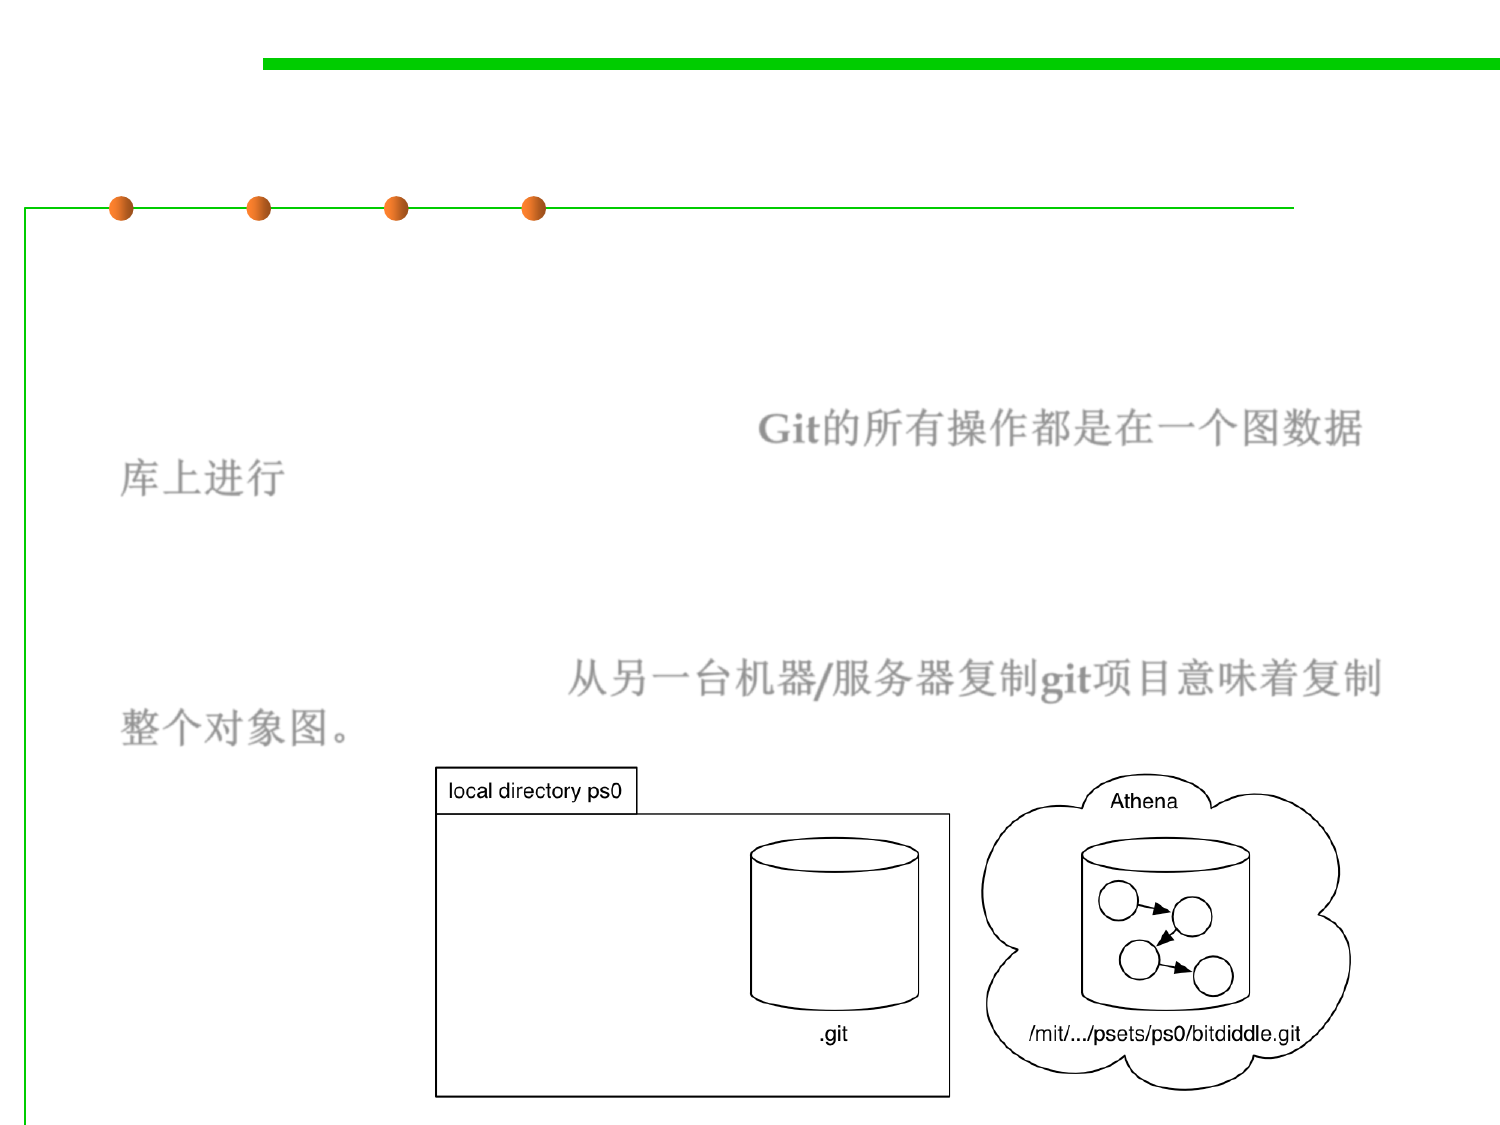 Git的所有操作都是在一个图数据
库上进行
从另一台机器/服务器复制git项目意味着复制
整个对象图。
local directory ps0
Athena
.git
/mit/.../psets/ps0/bitdiddle.git